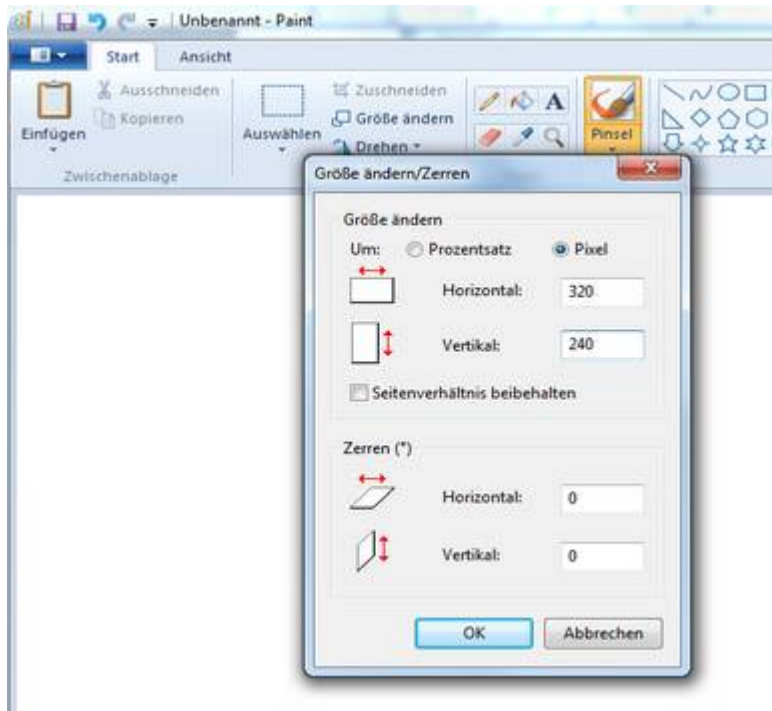 Unbenannt - Paint
Start Ansicht
Einfügen
Ausschneiden
Kopieren
Zwischenablage
Auswählen
Zuschneiden
Größe ändern
Drehen
A
Pinsel
Größe ändern/Zerren
Größe ändern
Um: Prozentsatz Pixel
Horizontal: 320
Vertikal: 240
Seitenverhältnis beibehalten
Zerren (°)
Horizontal: 0
Vertikal: 0
OK Abbrechen